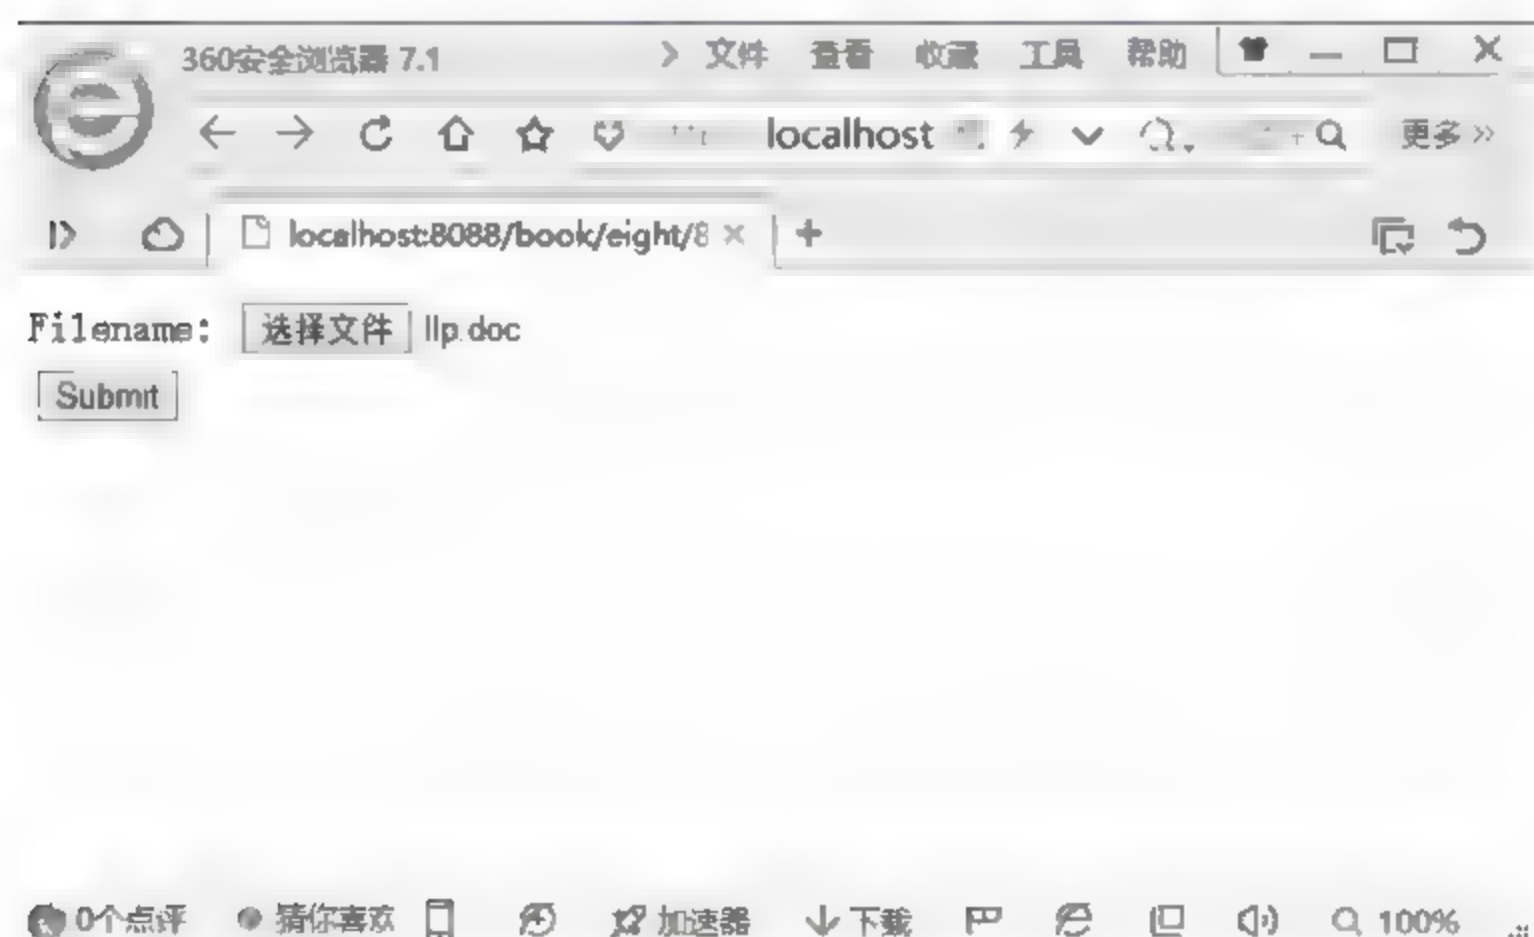 360安全浏览器 7.1 文件 查看 收藏 工具 帮助
localhost 更多
localhost:8088/book/eight/8
Filename: 选择文件 llp.doc
Submit
0个点评 猜你喜欢 加速器 下载 100%